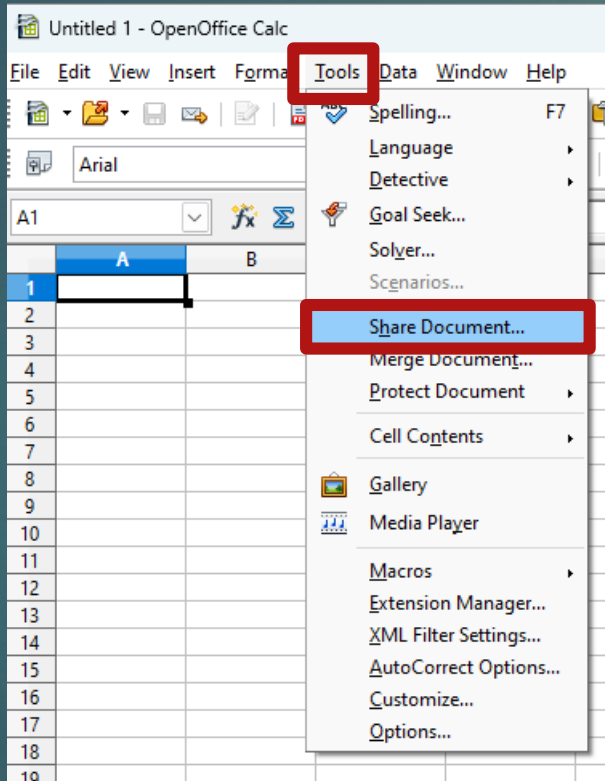 Untitled 1 - OpenOffice Calc
File Edit View Insert Forma Tools Data Window Help
Arial
A1
A B
1
2
3
4
5
6
7
8
9
10
11
12
13
14
15
16
17
18
19
Spelling... F7
Language
Detective
Goal Seek...
Solver...
Scenarios...
Share Document...
Merge Document...
Protect Document
Cell Contents
Gallery
Media Player
Macros
Extension Manager...
XML Filter Settings...
AutoCorrect Options...
Customize...
Options...